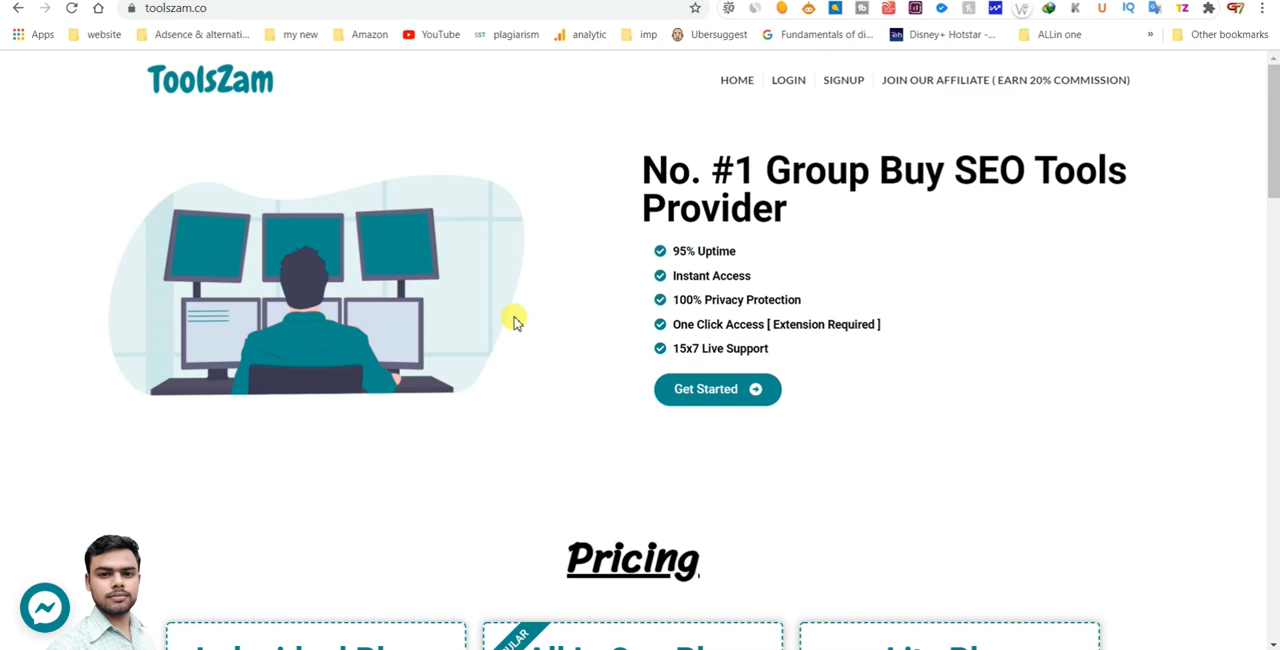 toolszam.co
Apps website Adsence & alternati... my new Amazon YouTube SST plagiarism analytic imp Ubersuggest Fundamentals of di... Disney+ Hotstar -... ALLin one » Other bookmarks
ToolsZam
HOME LOGIN SIGNUP JOIN OUR AFFILIATE ( EARN 20% COMMISSION)
No. #1 Group Buy SEO Tools
Provider
95% Uptime
Instant Access
100% Privacy Protection
One Click Access [ Extension Required ]
15x7 Live Support
Get Started
Pricing